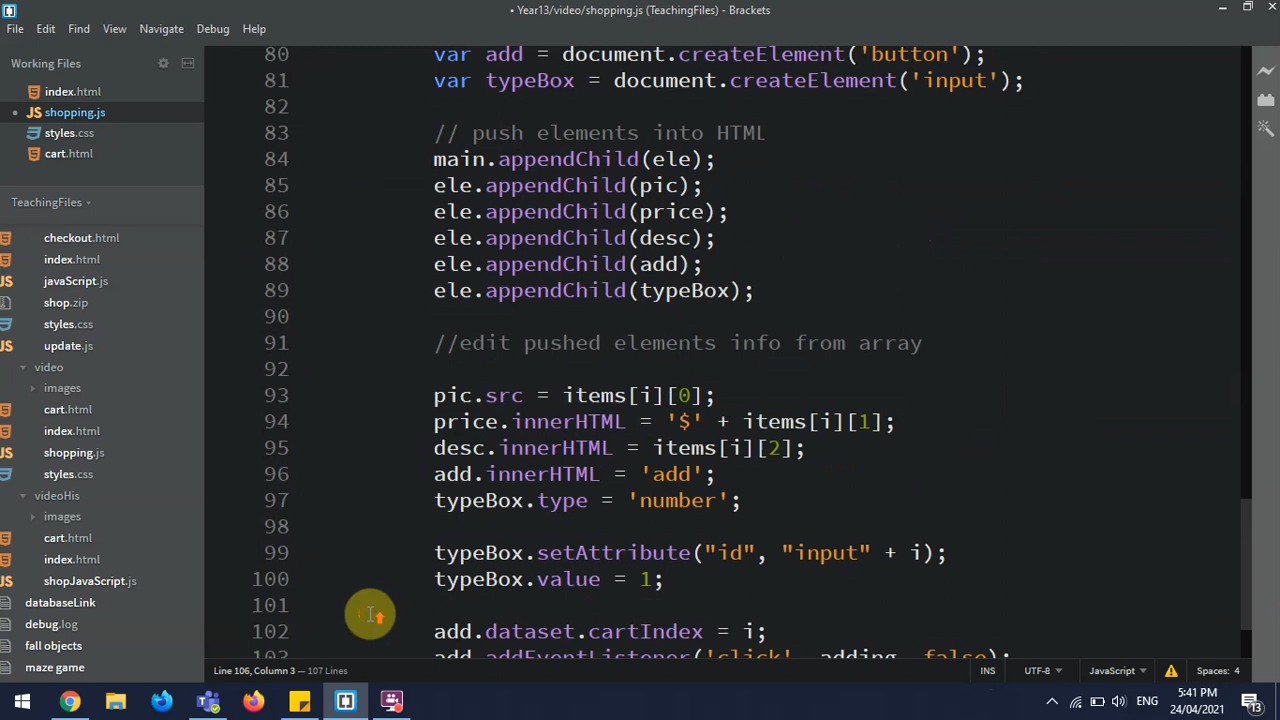 • Year13/video/shopping.js (TeachingFiles) - Brackets
File Edit Find View Navigate Debug Help
Working Files
index.html
shopping.js
styles.css
cart.html
TeachingFiles
checkout.html
index.html
javaScript.js
shop.zip
styles.css
update.js
video
images
cart.html
index.html
shopping.js
styles.css
videoHis
images
cart.html
index.html
shopJavaScript.js
databaseLink
debug.log
fall objects
maze game
80 var add = document.createElement('button');
81 var typeBox = document.createElement('input');
82
83 // push elements into HTML
84 main.appendChild(ele);
85 ele.appendChild(pic);
86 ele.appendChild(price);
87 ele.appendChild(desc);
88 ele.appendChild(add);
89 ele.appendChild(typeBox);
90
91 //edit pushed elements info from array
92
93 pic.src = items[i][0];
94 price.innerHTML = '$' + items[i][1];
95 desc.innerHTML = items[i][2];
96 add.innerHTML = 'add';
97 typeBox.type = 'number';
98
99 typeBox.setAttribute("id", "input" + i);
100 typeBox.value = 1;
101
102 add.dataset.cartIndex = i;
103 add.addEventListener('click', adding, false);
Line 106, Column 3 — 107 Lines
INS UTF-8 JavaScript Spaces: 4
ENG
5:41 PM
24/04/2021
13